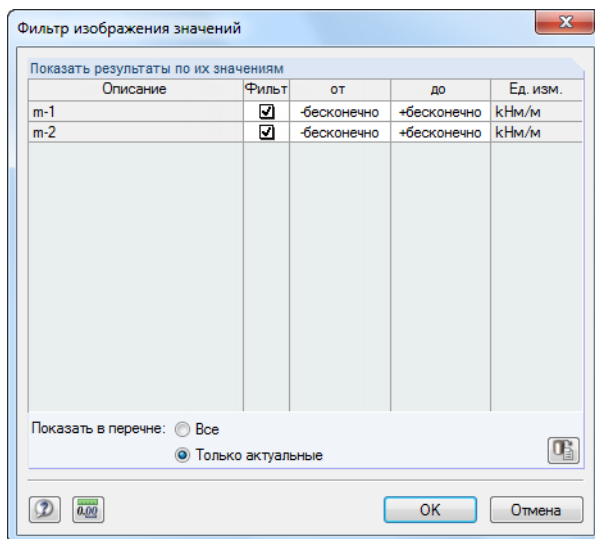 Фильтр изображения значений
Показать результаты по их значениям
Описание Фильт от до Ед. изм.
m-1 -бесконечно +бесконечно kHм/м
m-2 -бесконечно +бесконечно kHм/м
Показать в перечне: Все
Только актуальные
0.00
OK Отмена